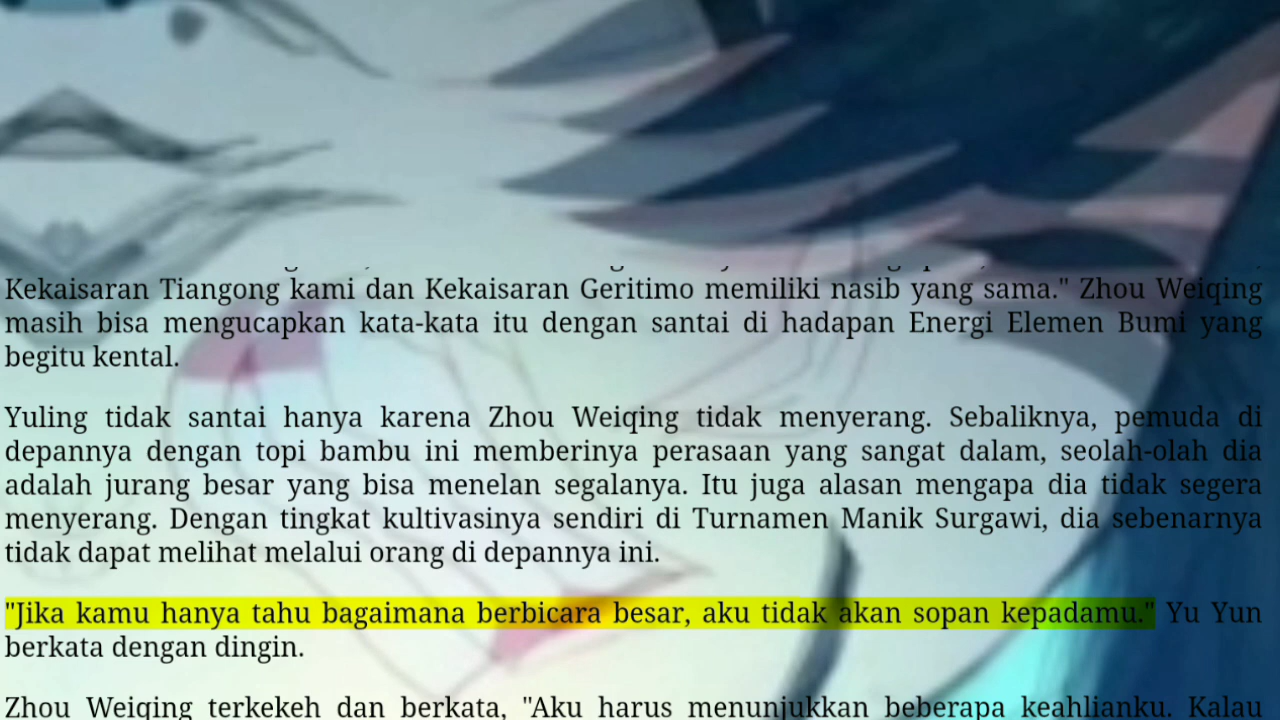 Kekaisaran Tiangong kami dan Kekaisaran Geritimo memiliki nasib yang sama." Zhou Weiqing
masih bisa mengucapkan kata-kata itu dengan santai di hadapan Energi Elemen Bumi yang
begitu kental.
Yuling tidak santai hanya karena Zhou Weiqing tidak menyerang. Sebaliknya, pemuda di
depannya dengan topi bambu ini memberinya perasaan yang sangat dalam, seolah-olah dia
adalah jurang besar yang bisa menelan segalanya. Itu juga alasan mengapa dia tidak segera
menyerang. Dengan tingkat kultivasinya sendiri di Turnamen Manik Surgawi, dia sebenarnya
tidak dapat melihat melalui orang di depannya ini.
"Jika kamu hanya tahu bagaimana berbicara besar, aku tidak akan sopan kepadamu." Yu Yun
berkata dengan dingin.
Zhou Weiqing terkekeh dan berkata, "Aku harus menunjukkan beberapa keahlianku. Kalau